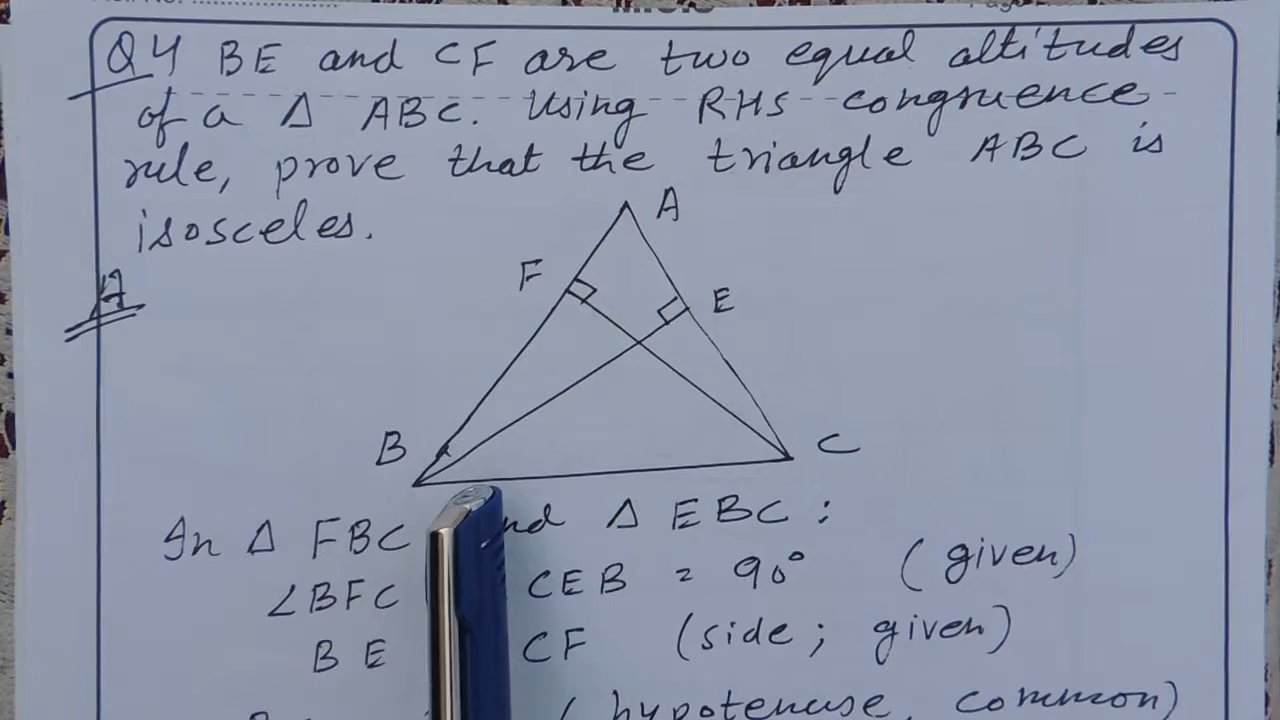 Q4 BE and CF are two equal altitudes
of a Δ ABC. Using RHS congruence
rule, prove that the triangle ABC is
isosceles.
A
F
E
A
B
C
In Δ FBC and Δ EBC :
∠BFC CEB = 90° (given)
BE CF (side; given)
(hypotenuse, common)